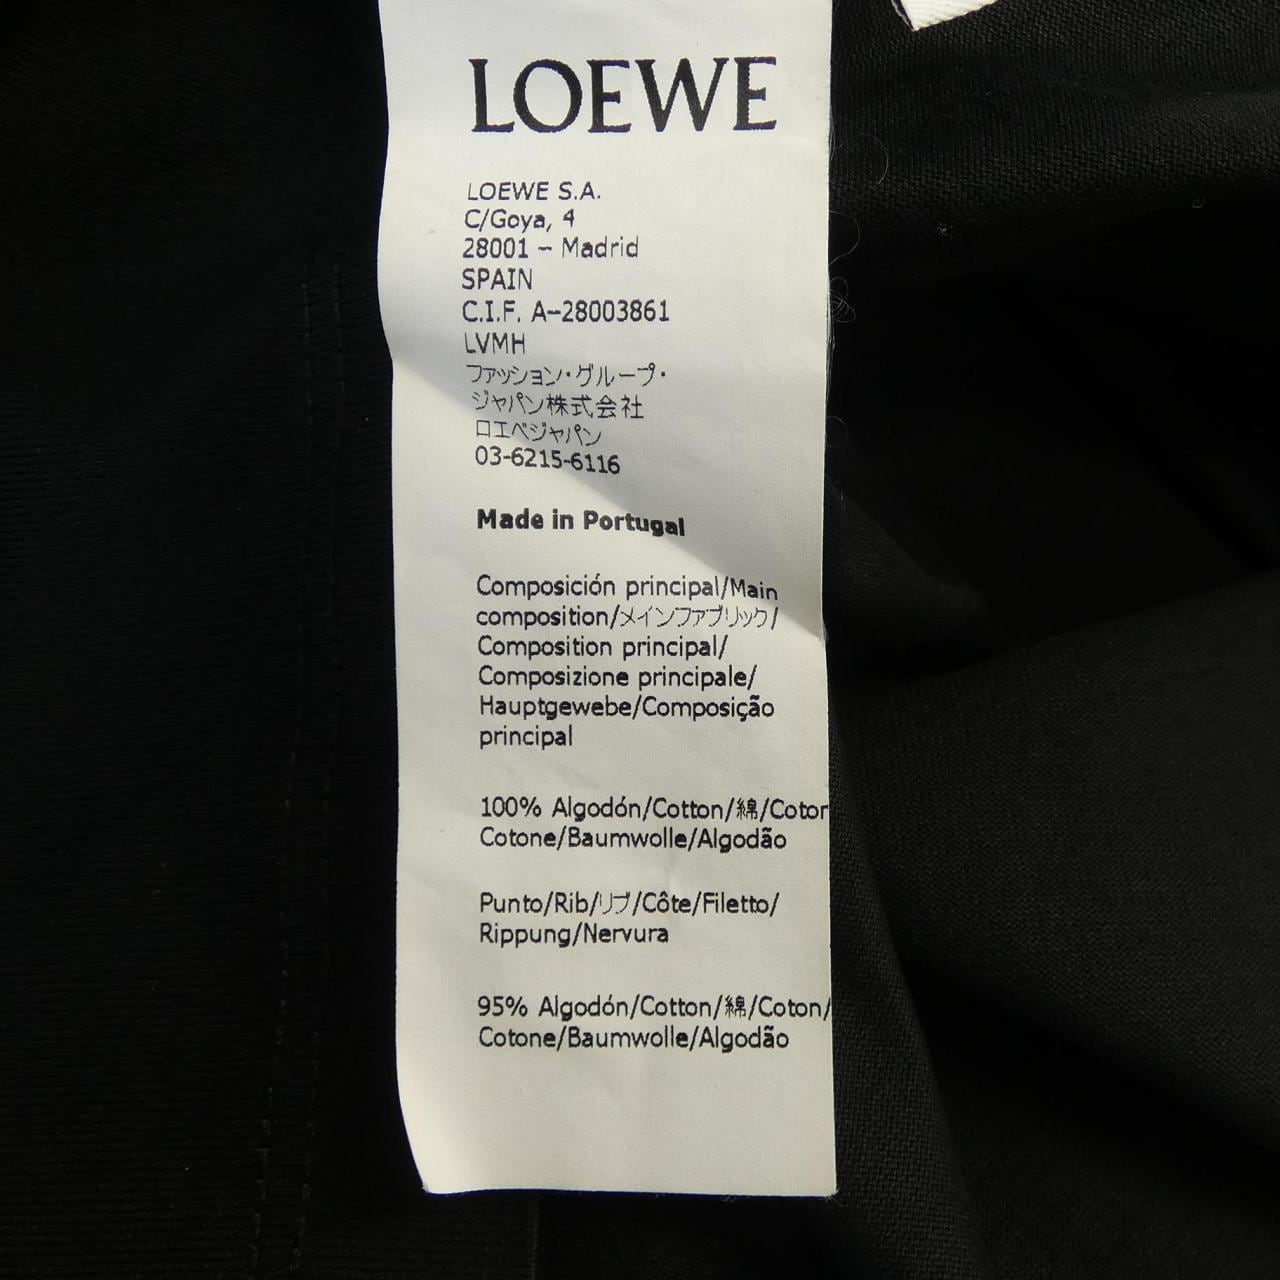 LOEWE
LOEWE S.A.
C/Goya, 4
28001 – Madrid
SPAIN
C.I.F. A–28003861
LVMH
ファッション・グループ・
ジャパン株式会社
ロエベジャパン
03-6215-6116
Made in Portugal
Composición principal/Main
composition/メインファブリック/
Composition principal/
Composizione principale/
Hauptgewebe/Composição
principal
100% Algodón/Cotton/綿/Coton
Cotone/Baumwolle/Algodão
Punto/Rib/リブ/Côte/Filetto/
Rippung/Nervura
95% Algodón/Cotton/綿/Coton/
Cotone/Baumwolle/Algodão